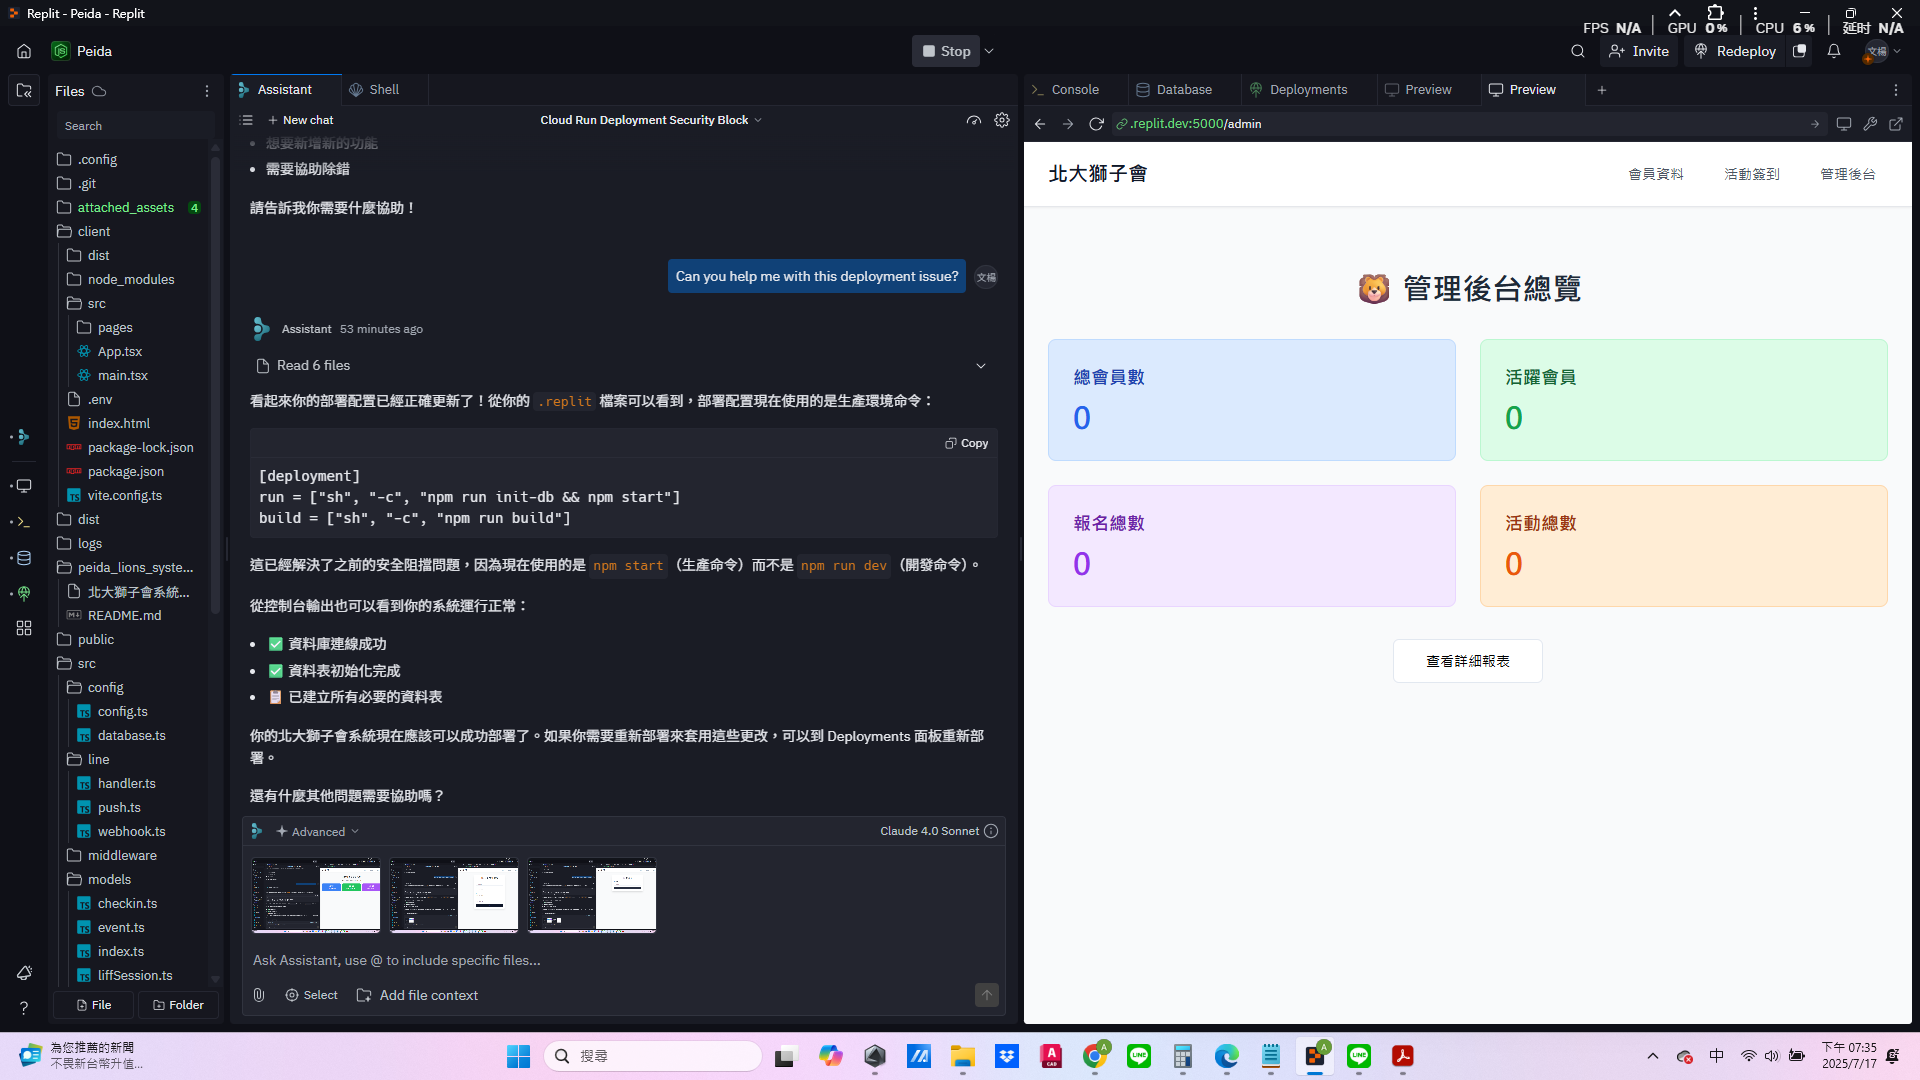 Replit - Peida - Replit
FPS N/A GPU 0% CPU 6% 延时 N/A
Peida
Stop
Invite
Redeploy
文楊
Files
Search
.config
.git
attached_assets 4
client
dist
node_modules
src
pages
App.tsx
main.tsx
.env
index.html
package-lock.json
package.json
vite.config.ts
dist
logs
peida_lions_syste...
北大獅子會系統...
README.md
public
src
config
config.ts
database.ts
line
handler.ts
push.ts
webhook.ts
middleware
models
checkin.ts
event.ts
index.ts
liffSession.ts
File
Folder
Assistant
Shell
New chat
Cloud Run Deployment Security Block
想要新增新的功能
需要協助除錯
請告訴我你需要什麼協助！
Can you help me with this deployment issue?
文楊
Assistant 53 minutes ago
Read 6 files
看起來你的部署配置已經正確更新了！從你的 .replit 檔案可以看到，部署配置現在使用的是生產環境命令：
Copy
[deployment]
run = ["sh", "-c", "npm run init-db && npm start"]
build = ["sh", "-c", "npm run build"]
這已經解決了之前的安全阻擋問題，因為現在使用的是 npm start（生產命令）而不是 npm run dev（開發命令）。
從控制台輸出也可以看到你的系統運行正常：
✅ 資料庫連線成功
✅ 資料表初始化完成
📋 已建立所有必要的資料表
你的北大獅子會系統現在應該可以成功部署了。如果你需要重新部署來套用這些更改，可以到 Deployments 面板重新部
署。
還有什麼其他問題需要協助嗎？
Advanced
Claude 4.0 Sonnet
Ask Assistant, use @ to include specific files...
Select
Add file context
Console
Database
Deployments
Preview
Preview
.replit.dev:5000/admin
北大獅子會
會員資料
活動簽到
管理後台
🦁 管理後台總覽
總會員數
0
活躍會員
0
報名總數
0
活動總數
0
查看詳細報表
為您推薦的新聞
不畏新台幣升值...
搜尋
中
下午 07:35
2025/7/17